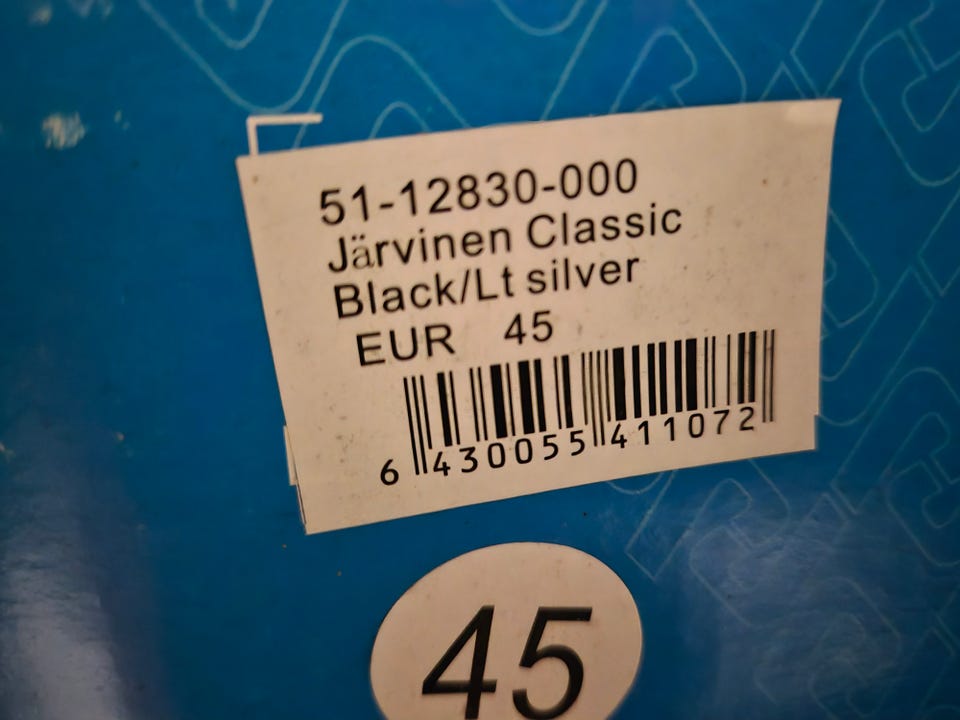 51-12830-000
Järvinen Classic
Black/Lt silver
EUR 45
6 430055 411072
45